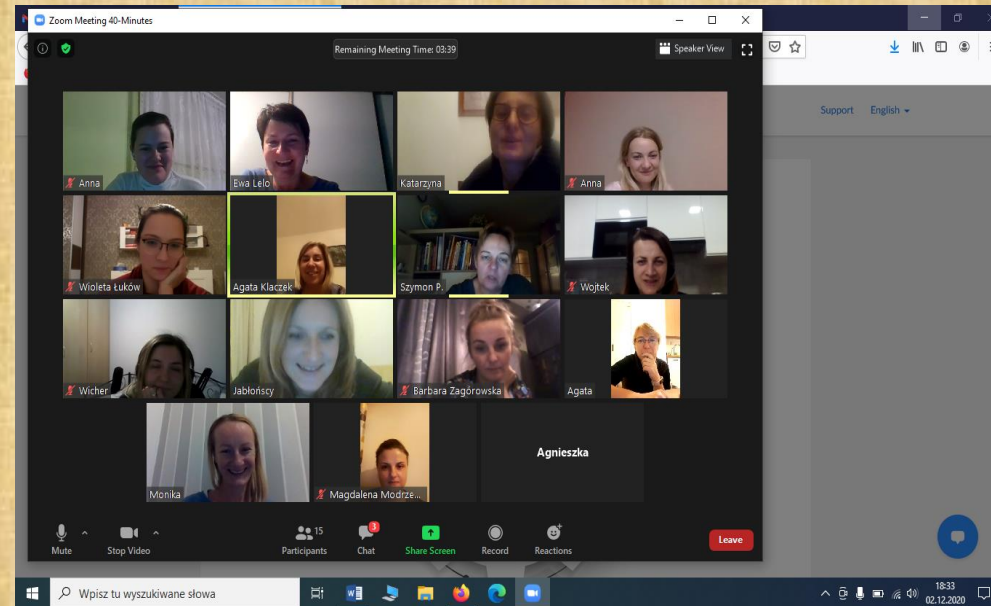 Zoom Meeting 40-Minutes
Remaining Meeting Time: 03:39
Speaker View
Support English
Anna
Ewa Lelo
Katarzyna
Anna
Wioleta Łuków
Agata Klaczek
Szymon P.
Wojtek
Wicher
Jabłońscy
Barbara Zagórowska
Agata
Monika
Magdalena Modrze...
Agnieszka
15
3
Mute
Stop Video
Participants
Chat
Share Screen
Record
Reactions
Leave
Wpisz tu wyszukiwane słowa
18:33
02.12.2020